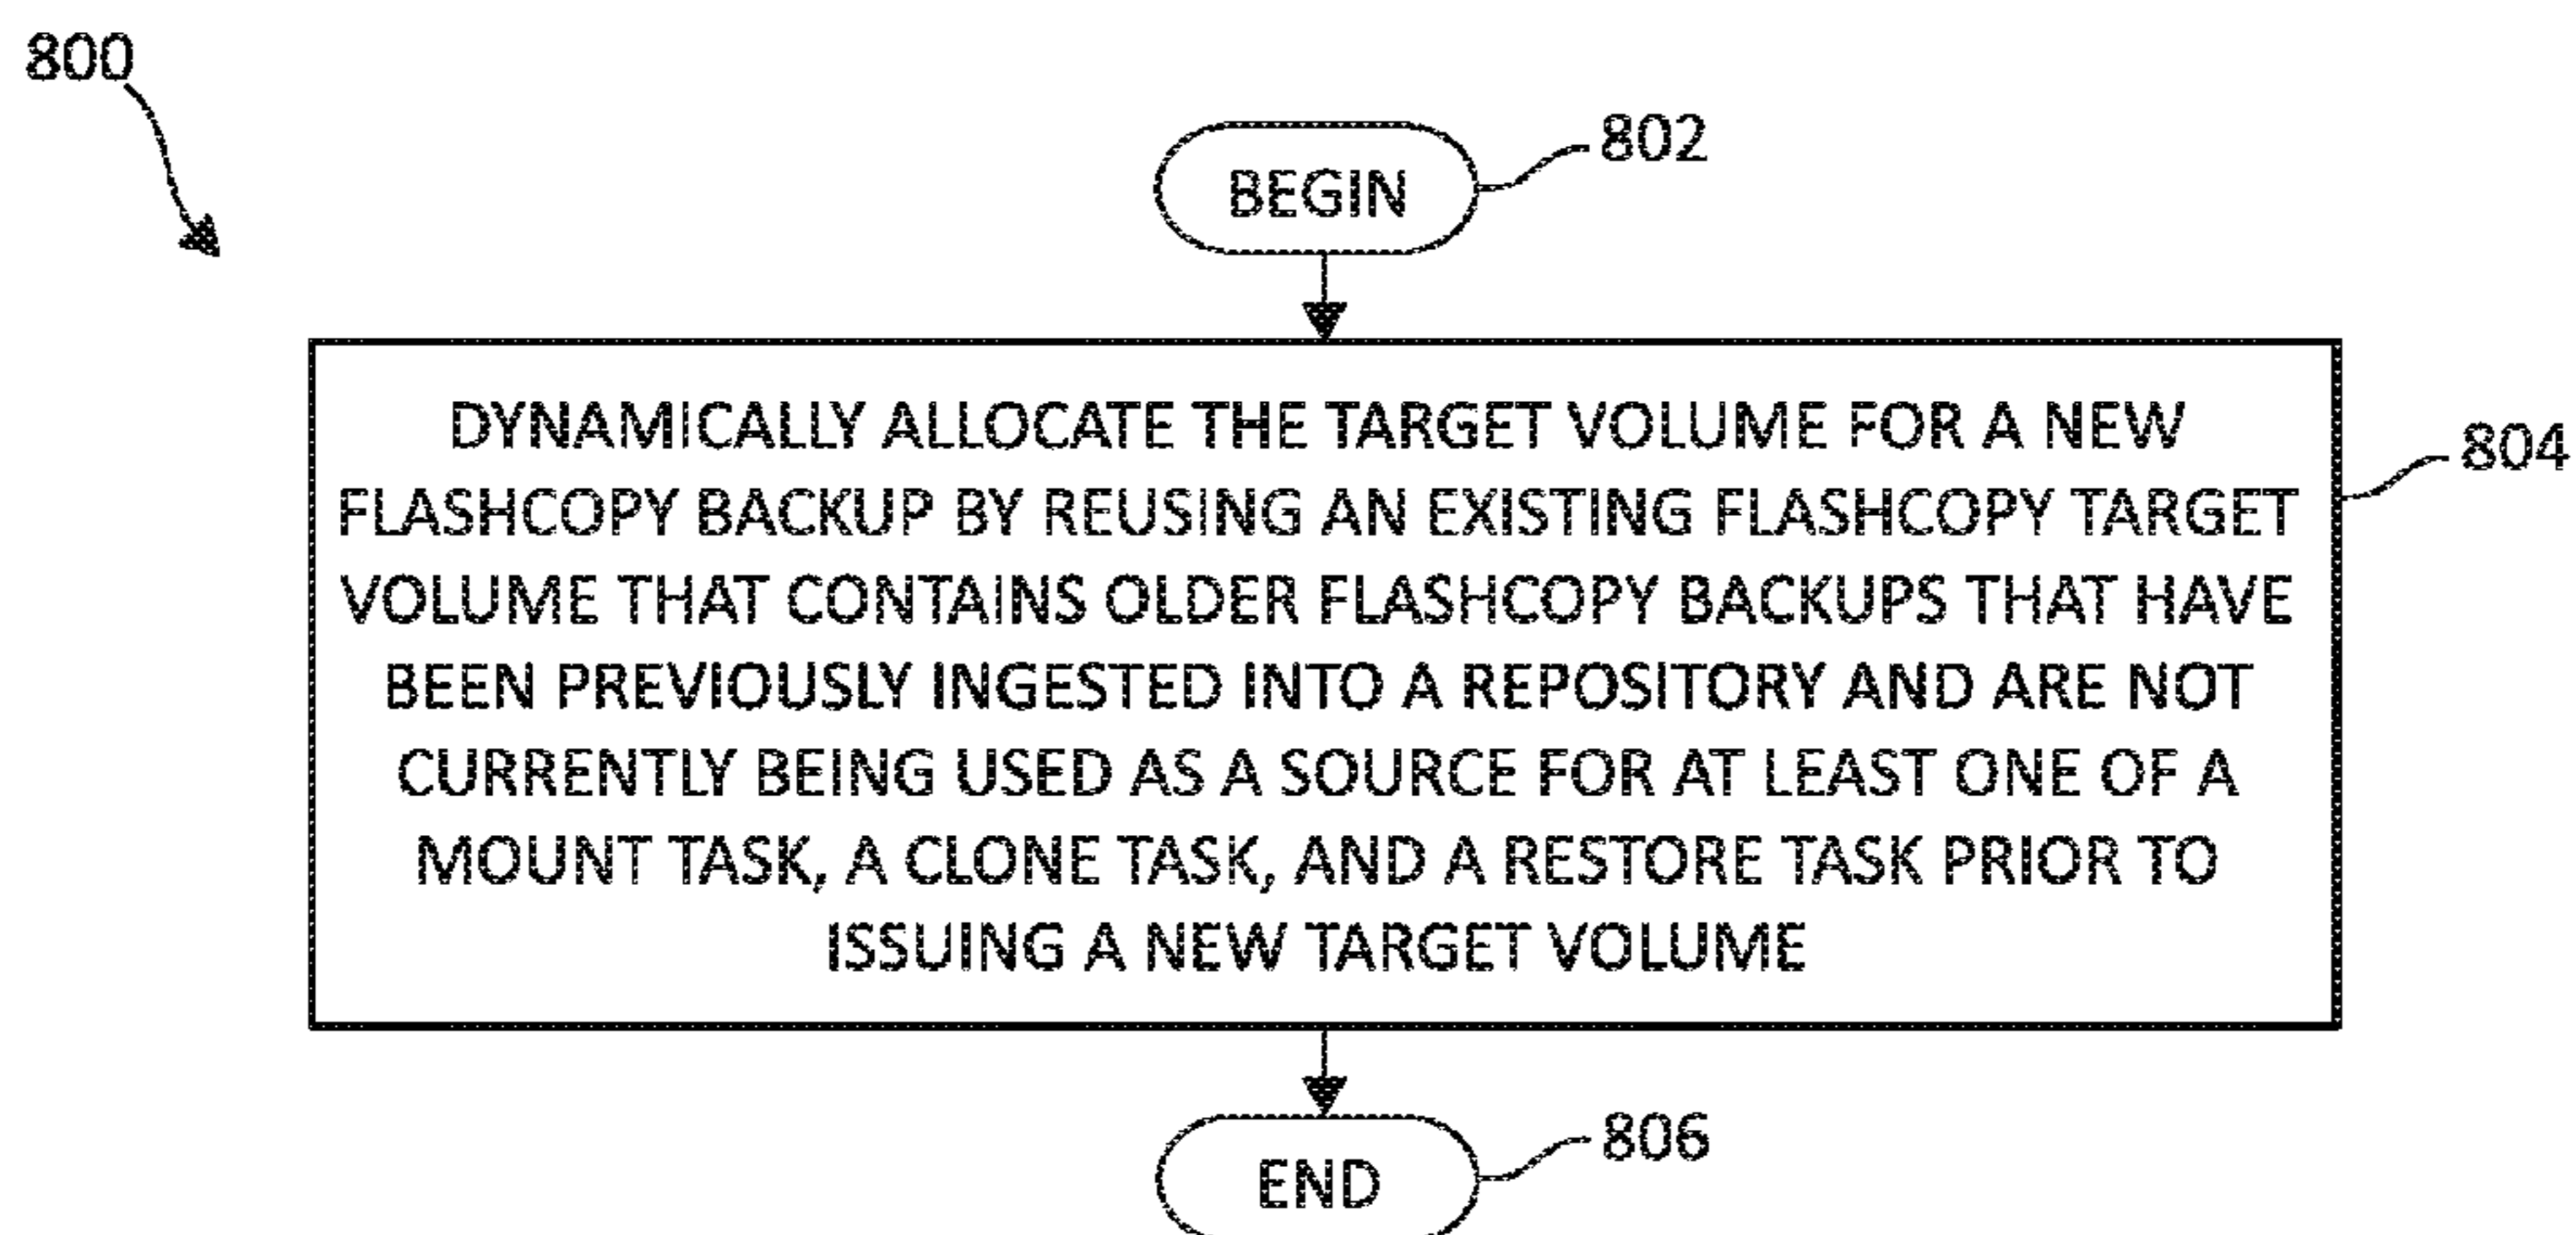 800
802
BEGIN
DYNAMICALLY ALLOCATE THE TARGET VOLUME FOR A NEW
804
FLASHCOPY BACKUP BY REUSING AN EXISTING FLASHCOPY TARGET
VOLUME THAT CONTAINS OLDER FLASHCOPY BACKUPS THAT HAVE
BEEN PREVIOUSLY INGESTED INTO A REPOSITORY AND ARE NOT
CURRENTLY BEING USED AS A SOURCE FOR AT LEAST ONE OF A
MOUNT TASK, A CLONE TASK, AND A RESTORE TASK PRIOR TO
ISSUING A NEW TARGET VOLUME
806
END